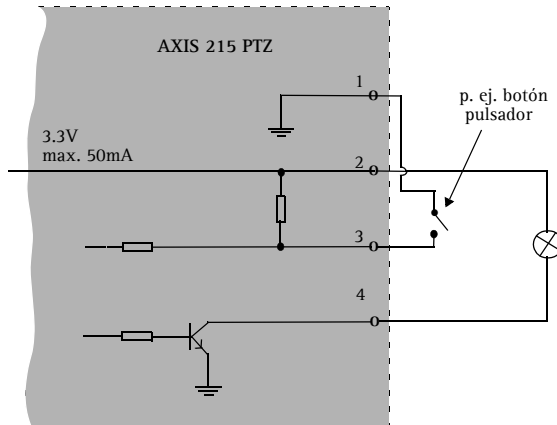 AXIS 215 PTZ
1
p. ej. botón
pulsador
3.3V
max. 50mA
2
3
4